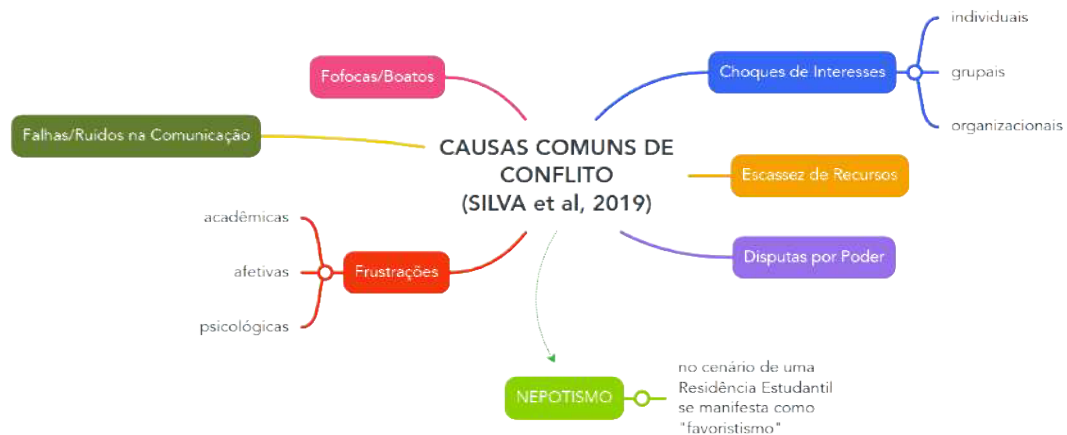 CAUSAS COMUNS DE
CONFLITO
(SILVA et al, 2019)
Fofocas/Boatos
Falhas/Ruidos na Comunicação
Frustrações
acadêmicas
afetivas
psicológicas
Choques de Interesses
individuais
grupais
organizacionais
Escassez de Recursos
Disputas por Poder
NEPOTISMO
no cenário de uma
Residência Estudantil
se manifesta como
"favoristismo"